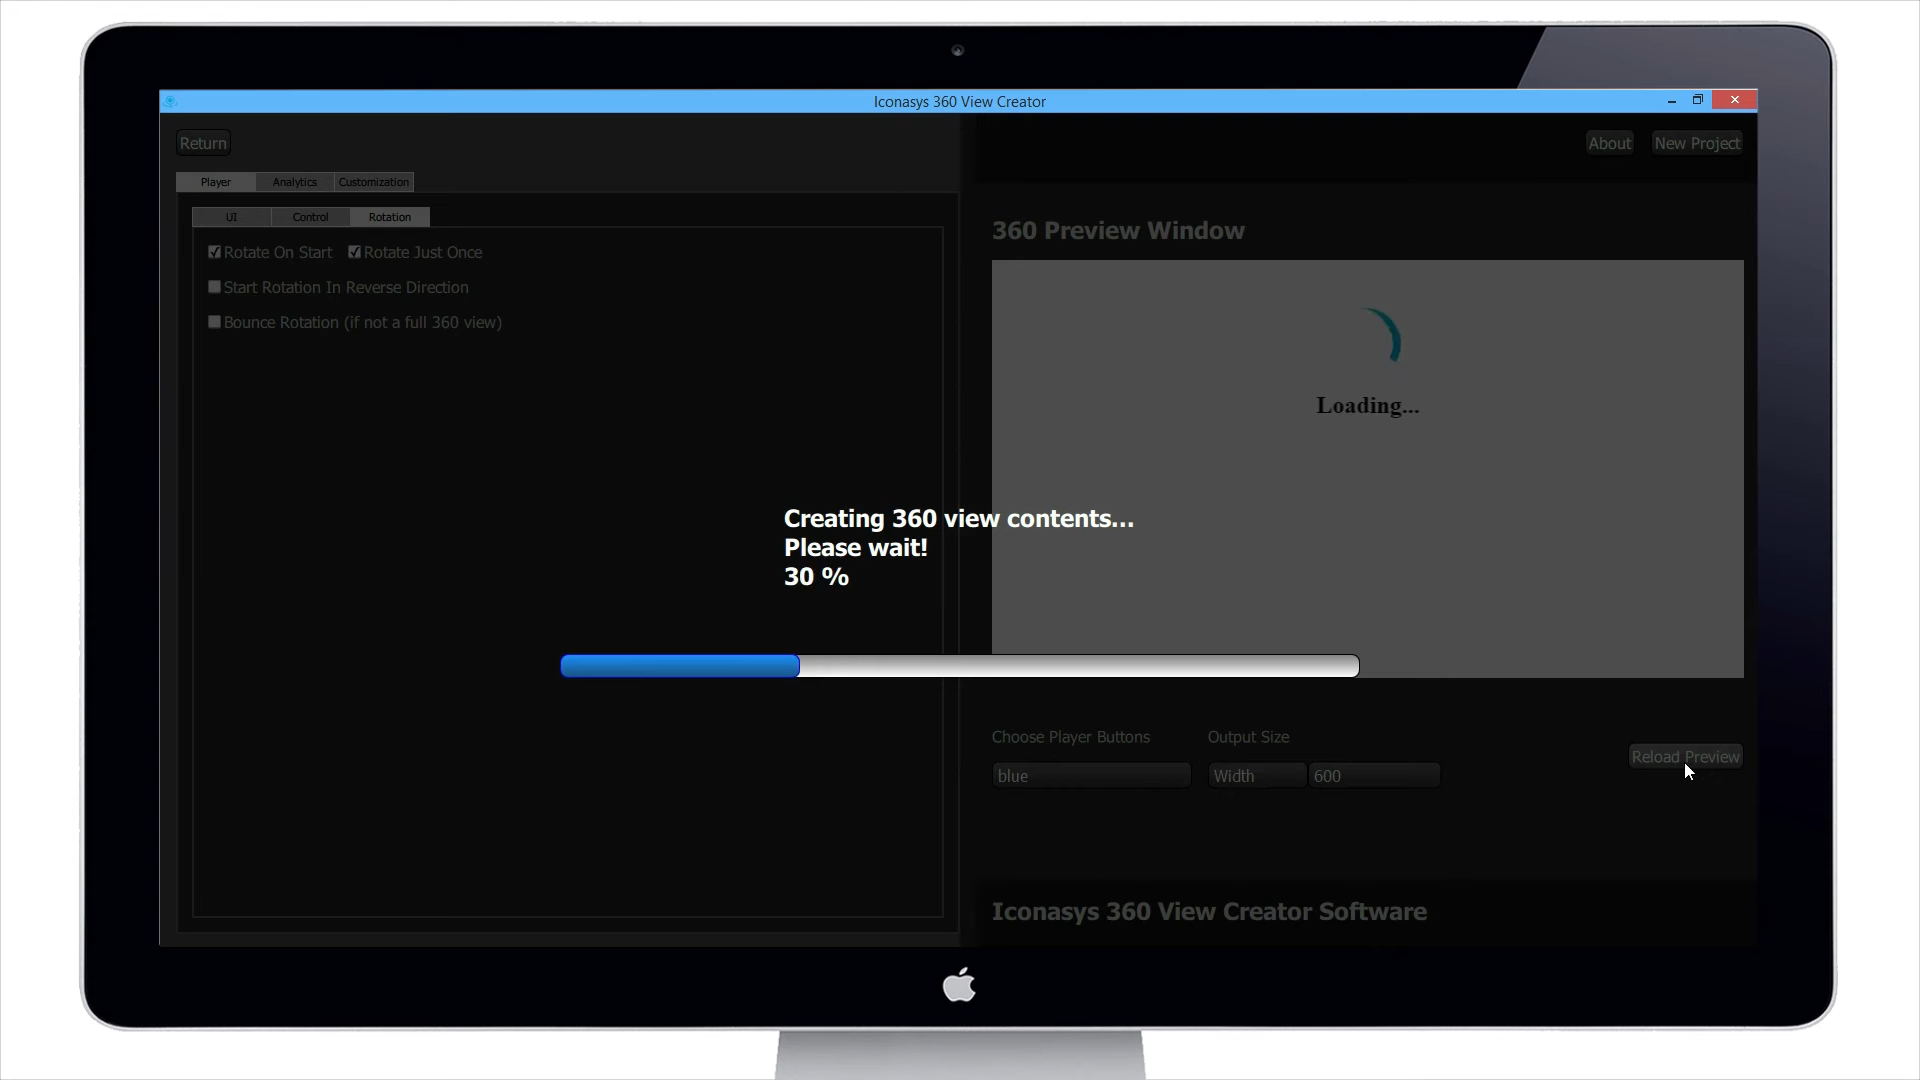 Iconasys 360 View Creator
Return
About
New Project
Player
Analytics
Customization
UI
Control
Rotation
Rotate On Start
Rotate Just Once
Start Rotation In Reverse Direction
Bounce Rotation (if not a full 360 view)
360 Preview Window
Loading...
Creating 360 view contents...
Please wait!
30 %
Choose Player Buttons
Output Size
blue
Width
600
Reload Preview
Iconasys 360 View Creator Software